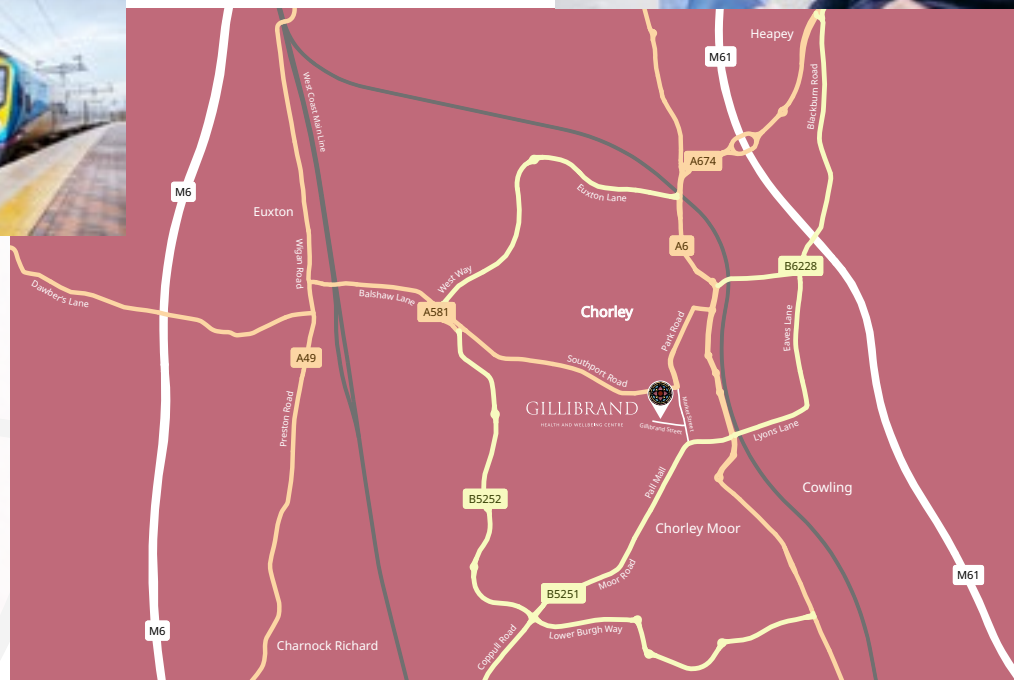 Heapey
M61
West Coast Main Line
Blackburn Road
A674
M6
Euxton Lane
Euxton
A6
Wigan Road
B6228
West Way
Dawber's Lane
Balshaw Lane
A581
Chorley
Eaves Lane
Park Road
A49
Southport Road
GILLIBRAND
HEALTH AND WELLBEING CENTRE
Market Street
Gillibrand Street
Preston Road
Lyons Lane
Pall Mall
Cowling
B5252
Chorley Moor
M61
Moor Road
B5251
M6
Lower Burgh Way
Coppull Road
Charnock Richard